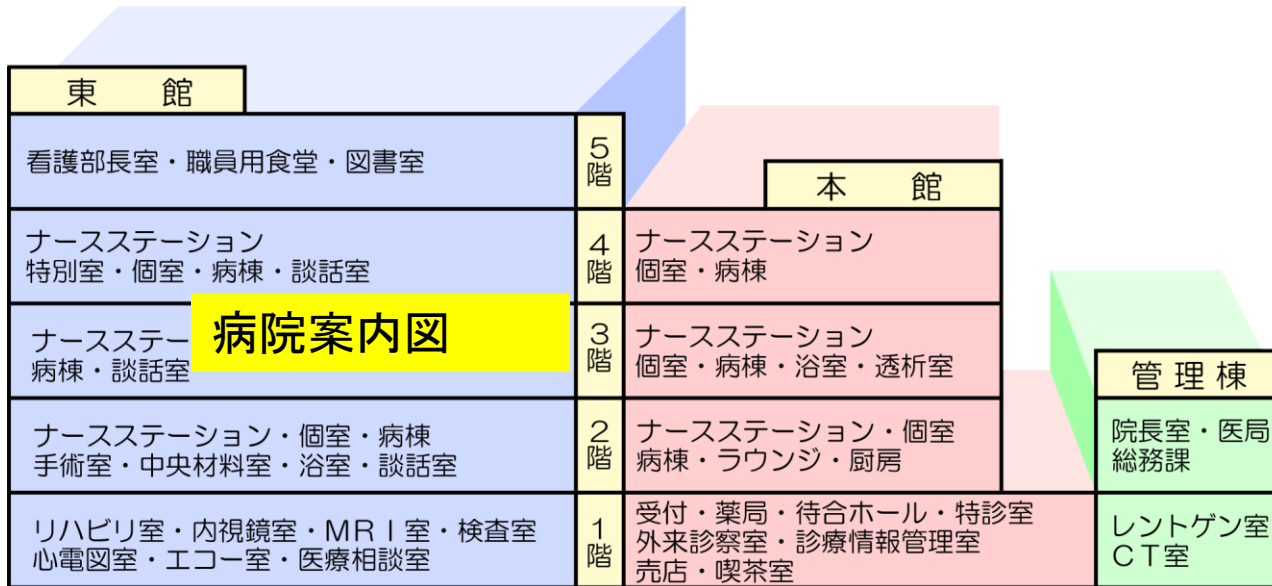 東 館
看護部長室・職員用食堂・図書室
5階
本 館
ナースステーション
特別室・個室・病棟・談話室
4階
ナースステーション
個室・病棟
病院案内図
ナースステー
病棟・談話室
3階
ナースステーション
個室・病棟・浴室・透析室
管理棟
ナースステーション・個室・病棟
手術室・中央材料室・浴室・談話室
2階
ナースステーション・個室
病棟・ラウンジ・厨房
院長室・医局
総務課
リハビリ室・内視鏡室・MRI室・検査室
心電図室・エコー室・医療相談室
1階
受付・薬局・待合ホール・特診室
外来診察室・診療情報管理室
売店・喫茶室
レントゲン室
CT室